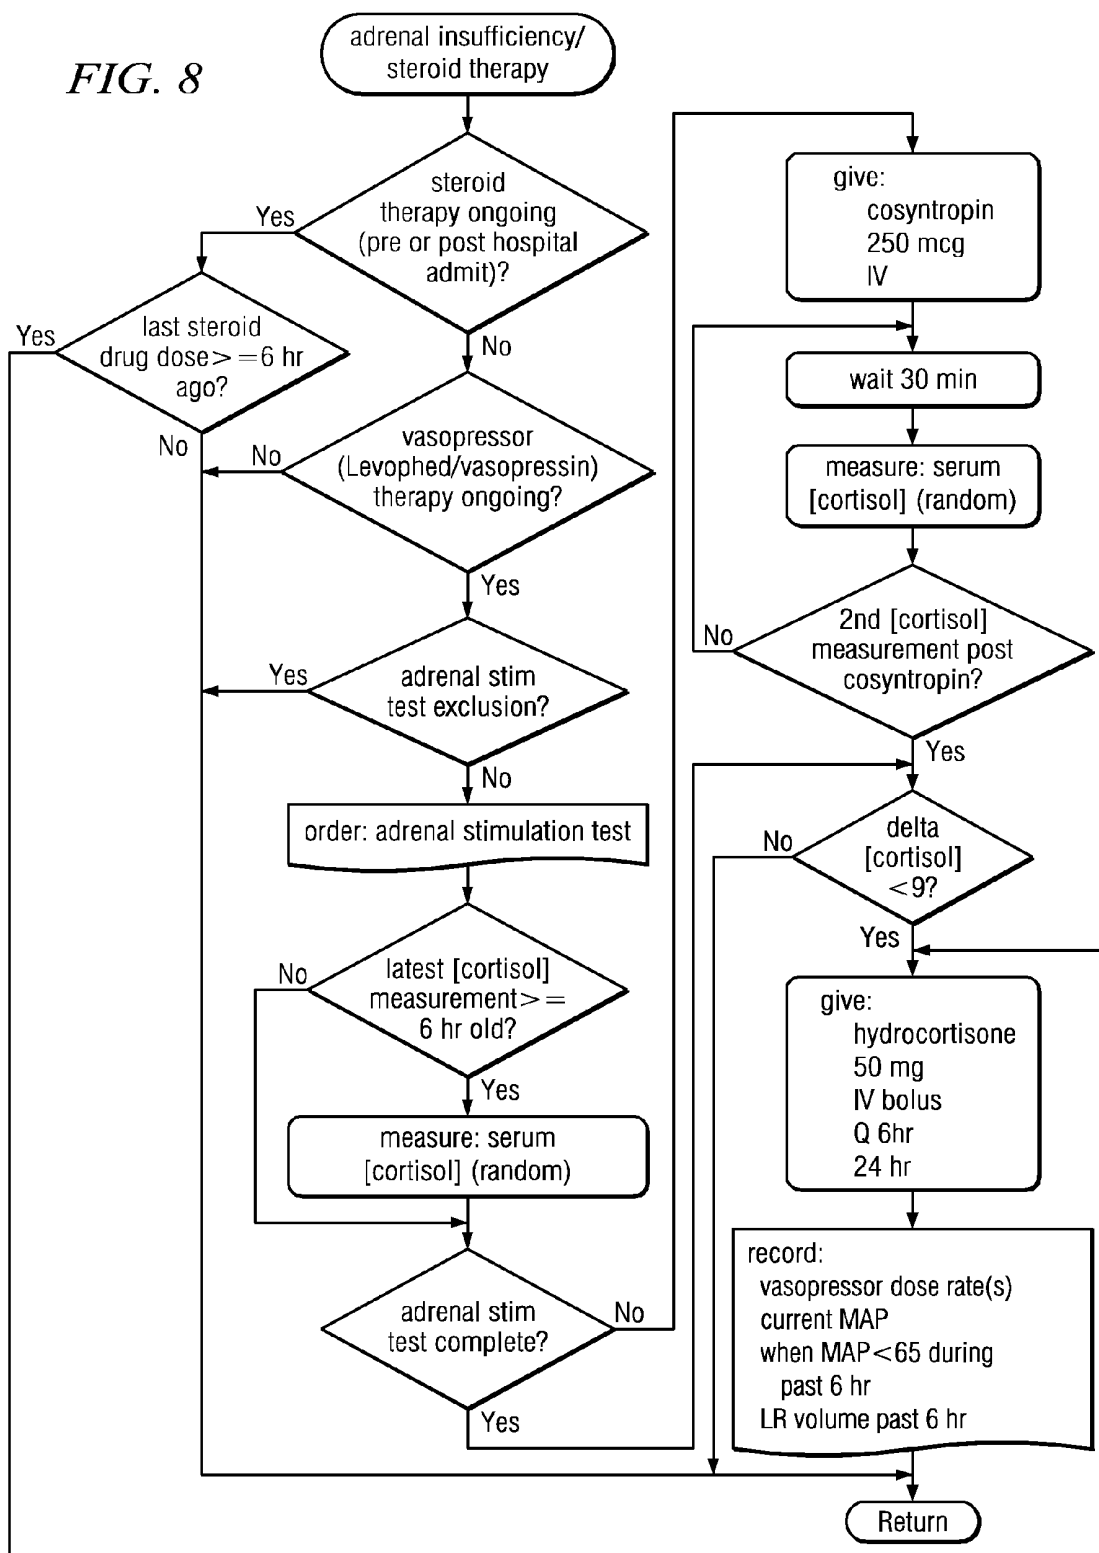 FIG. 8
adrenal insufficiency/
steroid therapy
steroid
therapy ongoing
(pre or post hospital
admit)?
Yes
No
last steroid
drug dose> =6 hr
ago?
Yes
No
vasopressor
(Levophed/vasopressin)
therapy ongoing?
No
Yes
adrenal stim
test exclusion?
Yes
No
order: adrenal stimulation test
latest [cortisol]
measurement> =
6 hr old?
No
Yes
measure: serum
[cortisol] (random)
adrenal stim
test complete?
No
Yes
give:
cosyntropin
250 mcg
IV
wait 30 min
measure: serum
[cortisol] (random)
2nd [cortisol]
measurement post
cosyntropin?
No
Yes
delta
[cortisol]
<9?
No
Yes
give:
hydrocortisone
50 mg
IV bolus
Q 6hr
24 hr
record:
vasopressor dose rate(s)
current MAP
when MAP<65 during
past 6 hr
LR volume past 6 hr
Return